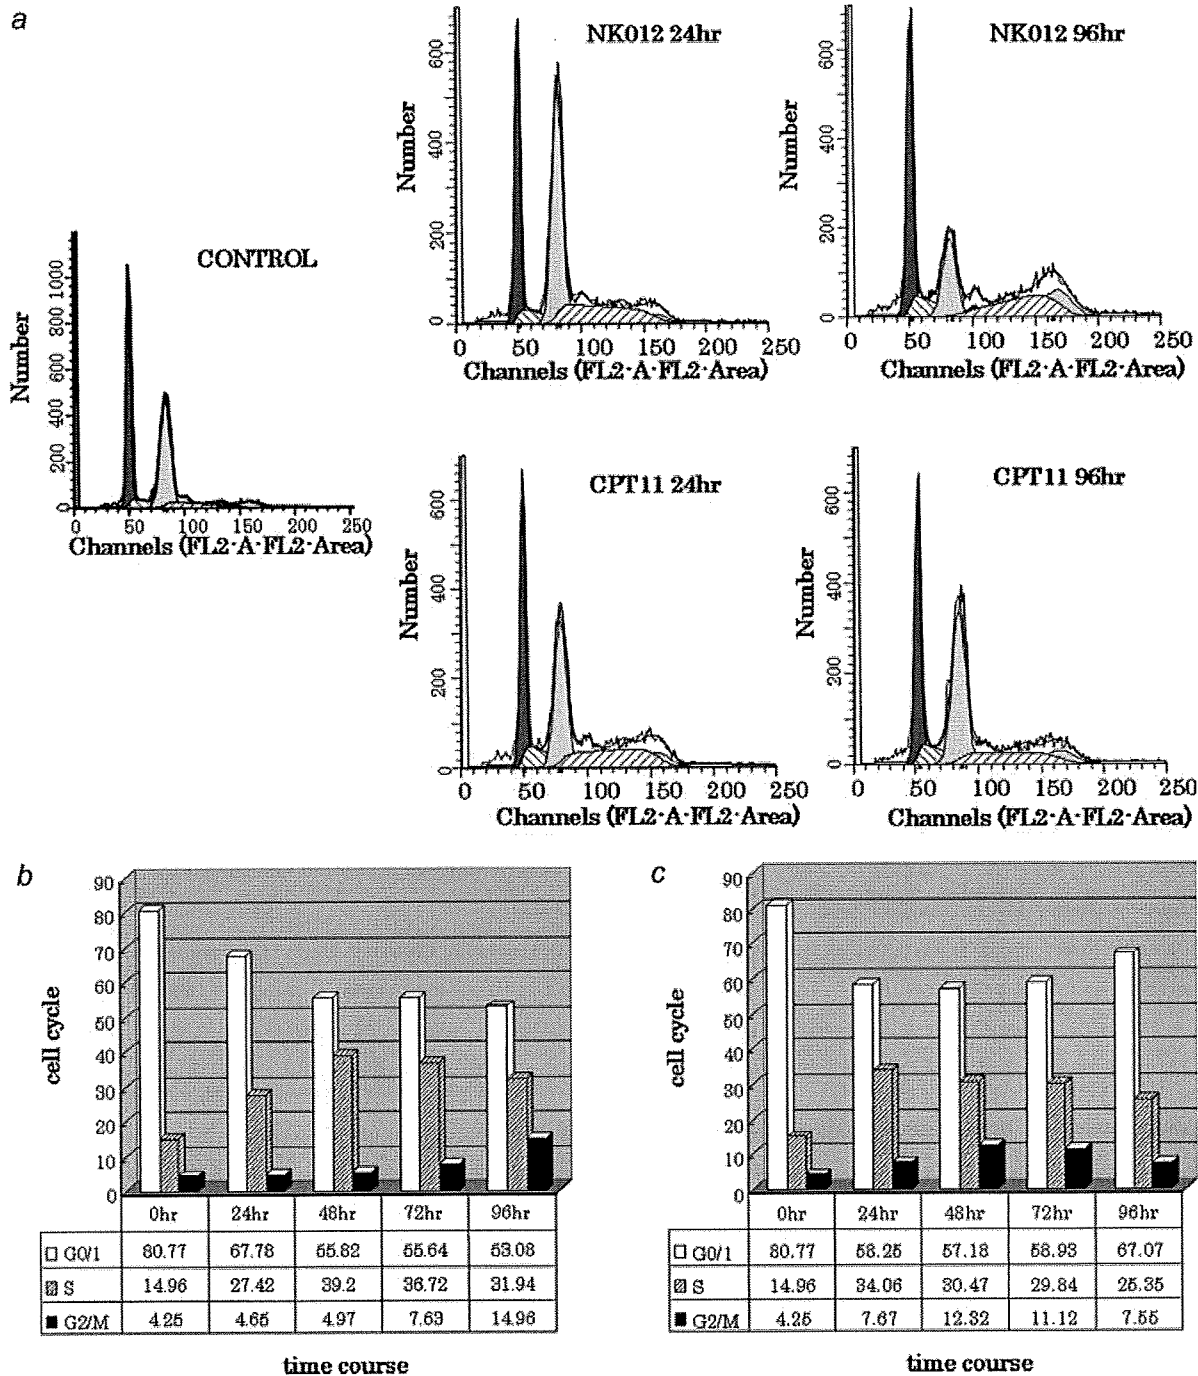 a
NK012 24hr
Number
0 200 400 600
0 50 100 150 200 250
Channels (FL2-A-FL2-Area)
NK012 96hr
Number
0 200 400 600
0 50 100 150 200 250
Channels (FL2-A-FL2-Area)
CONTROL
Number
0 200 400 600 800 1000
0 50 100 150 200 250
Channels (FL2-A-FL2-Area)
CPT11 24hr
Number
0 200 400 600
0 50 100 150 200 250
Channels (FL2-A-FL2-Area)
CPT11 96hr
Number
0 200 400 600
0 50 100 150 200 250
Channels (FL2-A-FL2-Area)
b
cell cycle
90
80
70
60
50
40
30
20
10
0
0hr 24hr 48hr 72hr 96hr
G0/1 80.77 67.78 55.82 55.64 53.08
S 14.96 27.42 39.2 36.72 31.94
G2/M 4.25 4.65 4.97 7.63 14.96
time course
c
cell cycle
90
80
70
60
50
40
30
20
10
0
0hr 24hr 48hr 72hr 96hr
G0/1 80.77 58.25 57.18 58.93 67.07
S 14.96 34.06 30.47 29.84 25.35
G2/M 4.25 7.67 12.32 11.12 7.55
time course